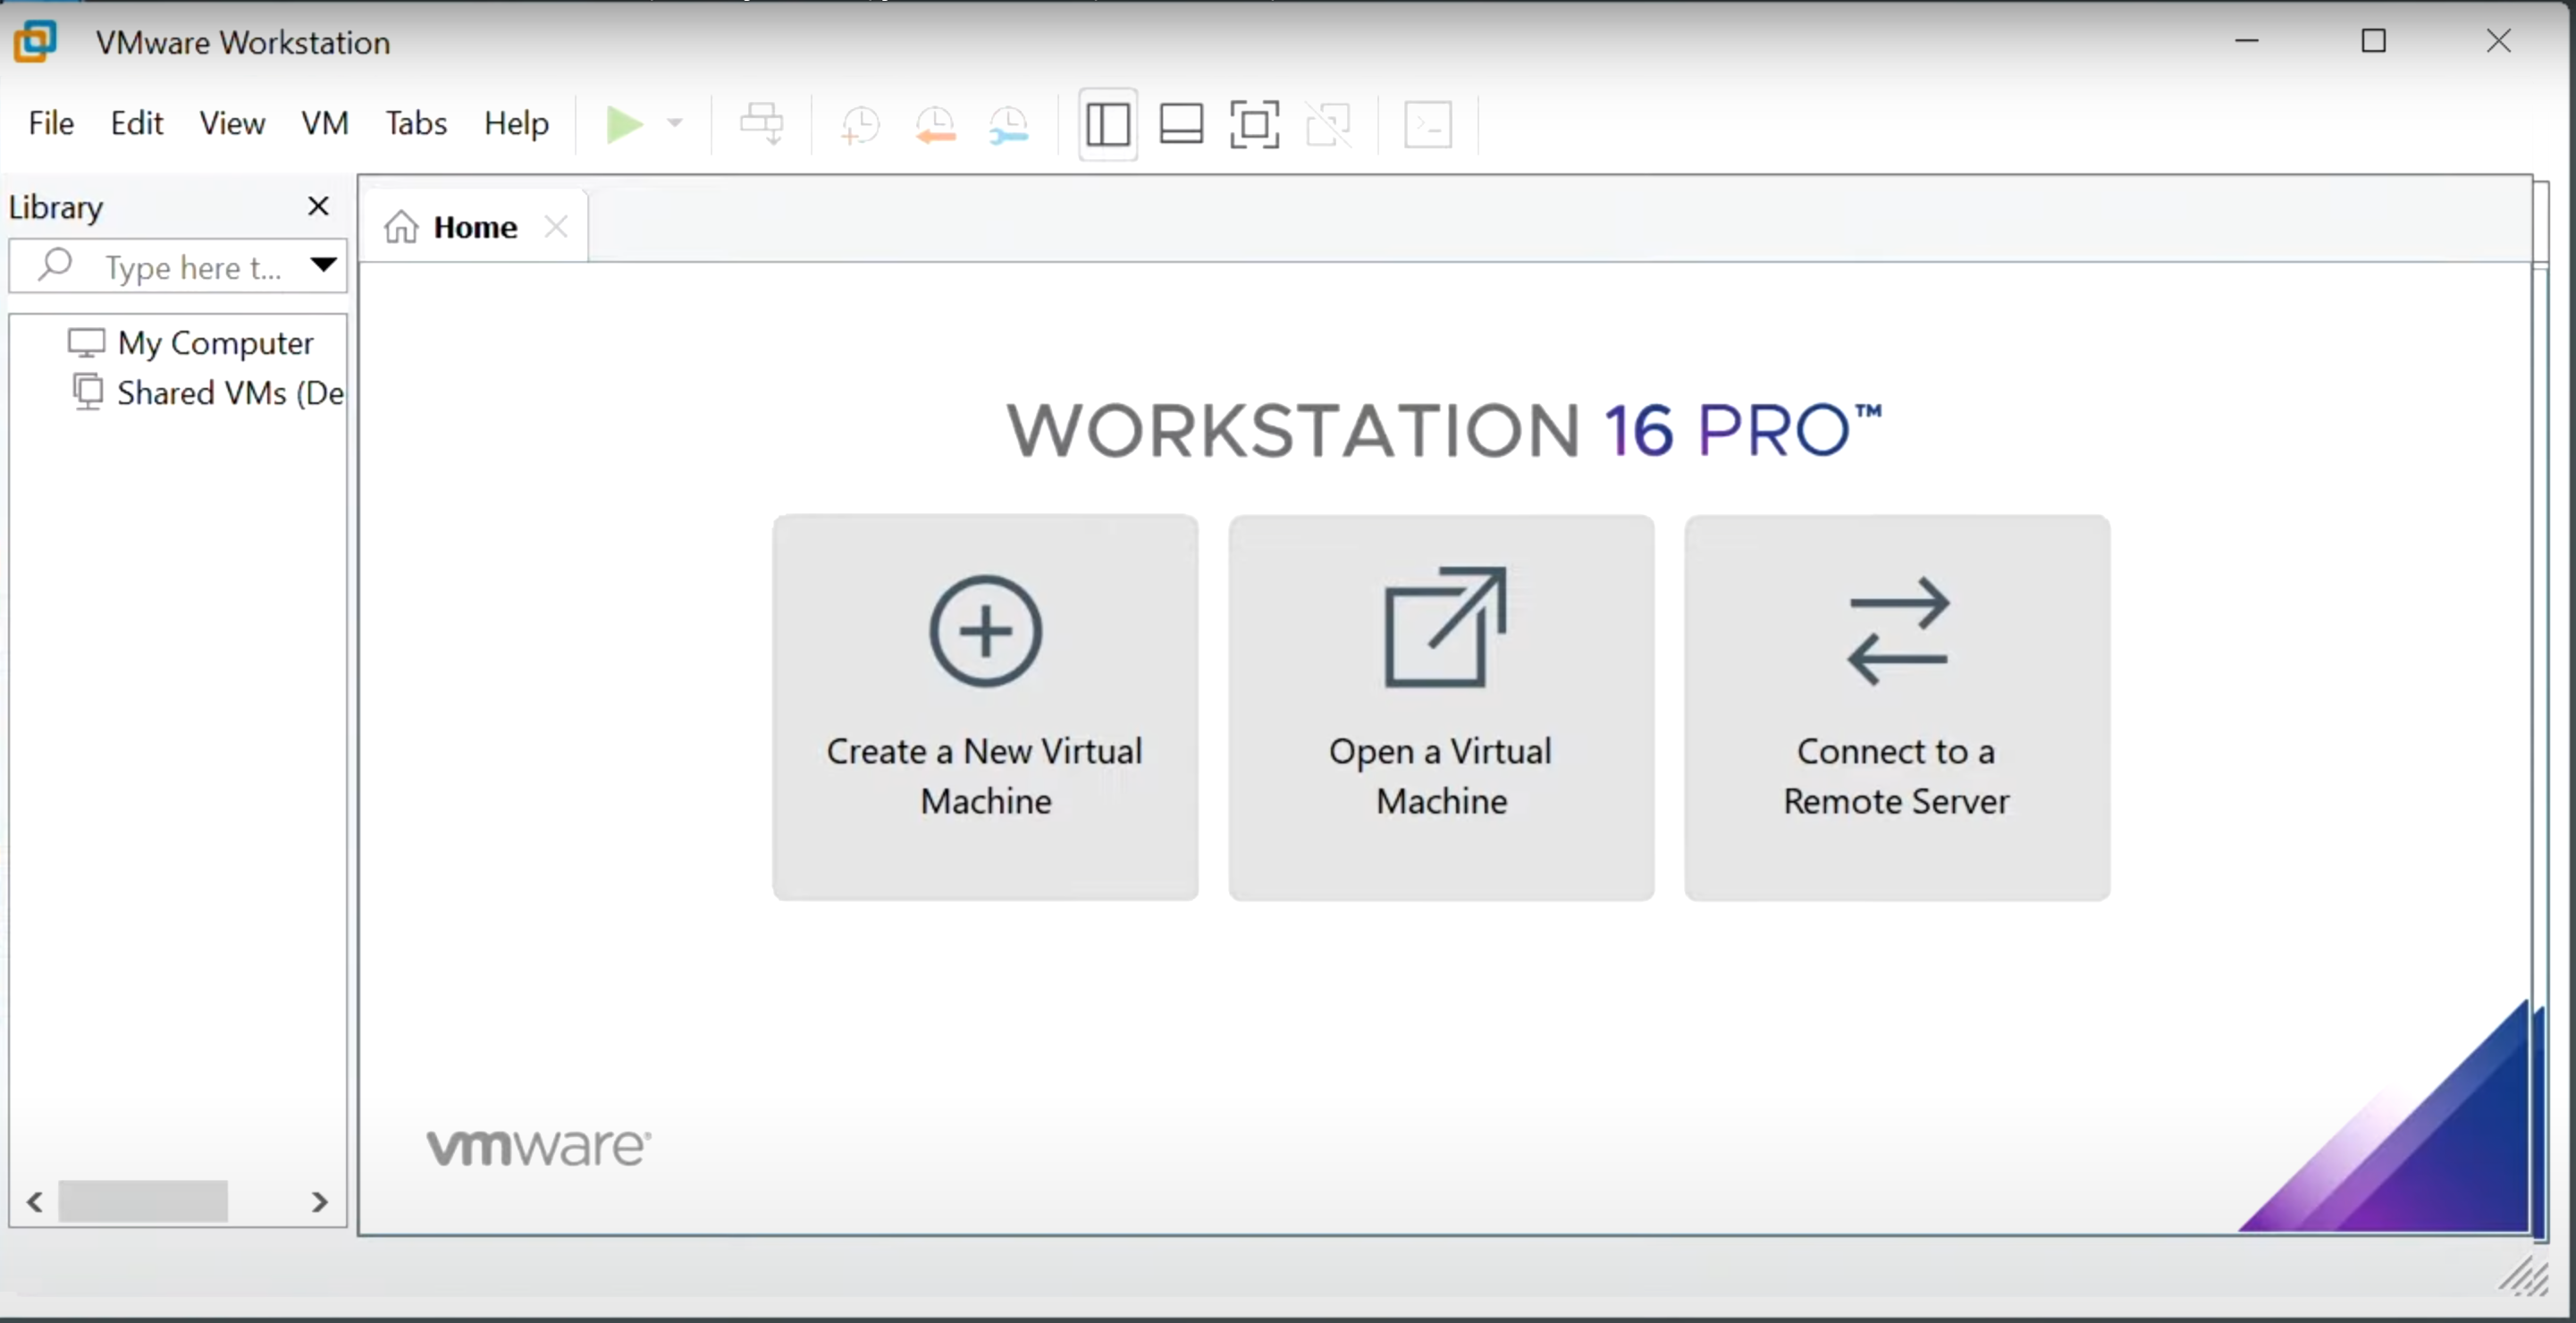 VMware Workstation
File Edit View VM Tabs Help
Library
Type here t...
My Computer
Shared VMs (De
Home
WORKSTATION 16 PRO™
Create a New Virtual
Machine
Open a Virtual
Machine
Connect to a
Remote Server
vmware®